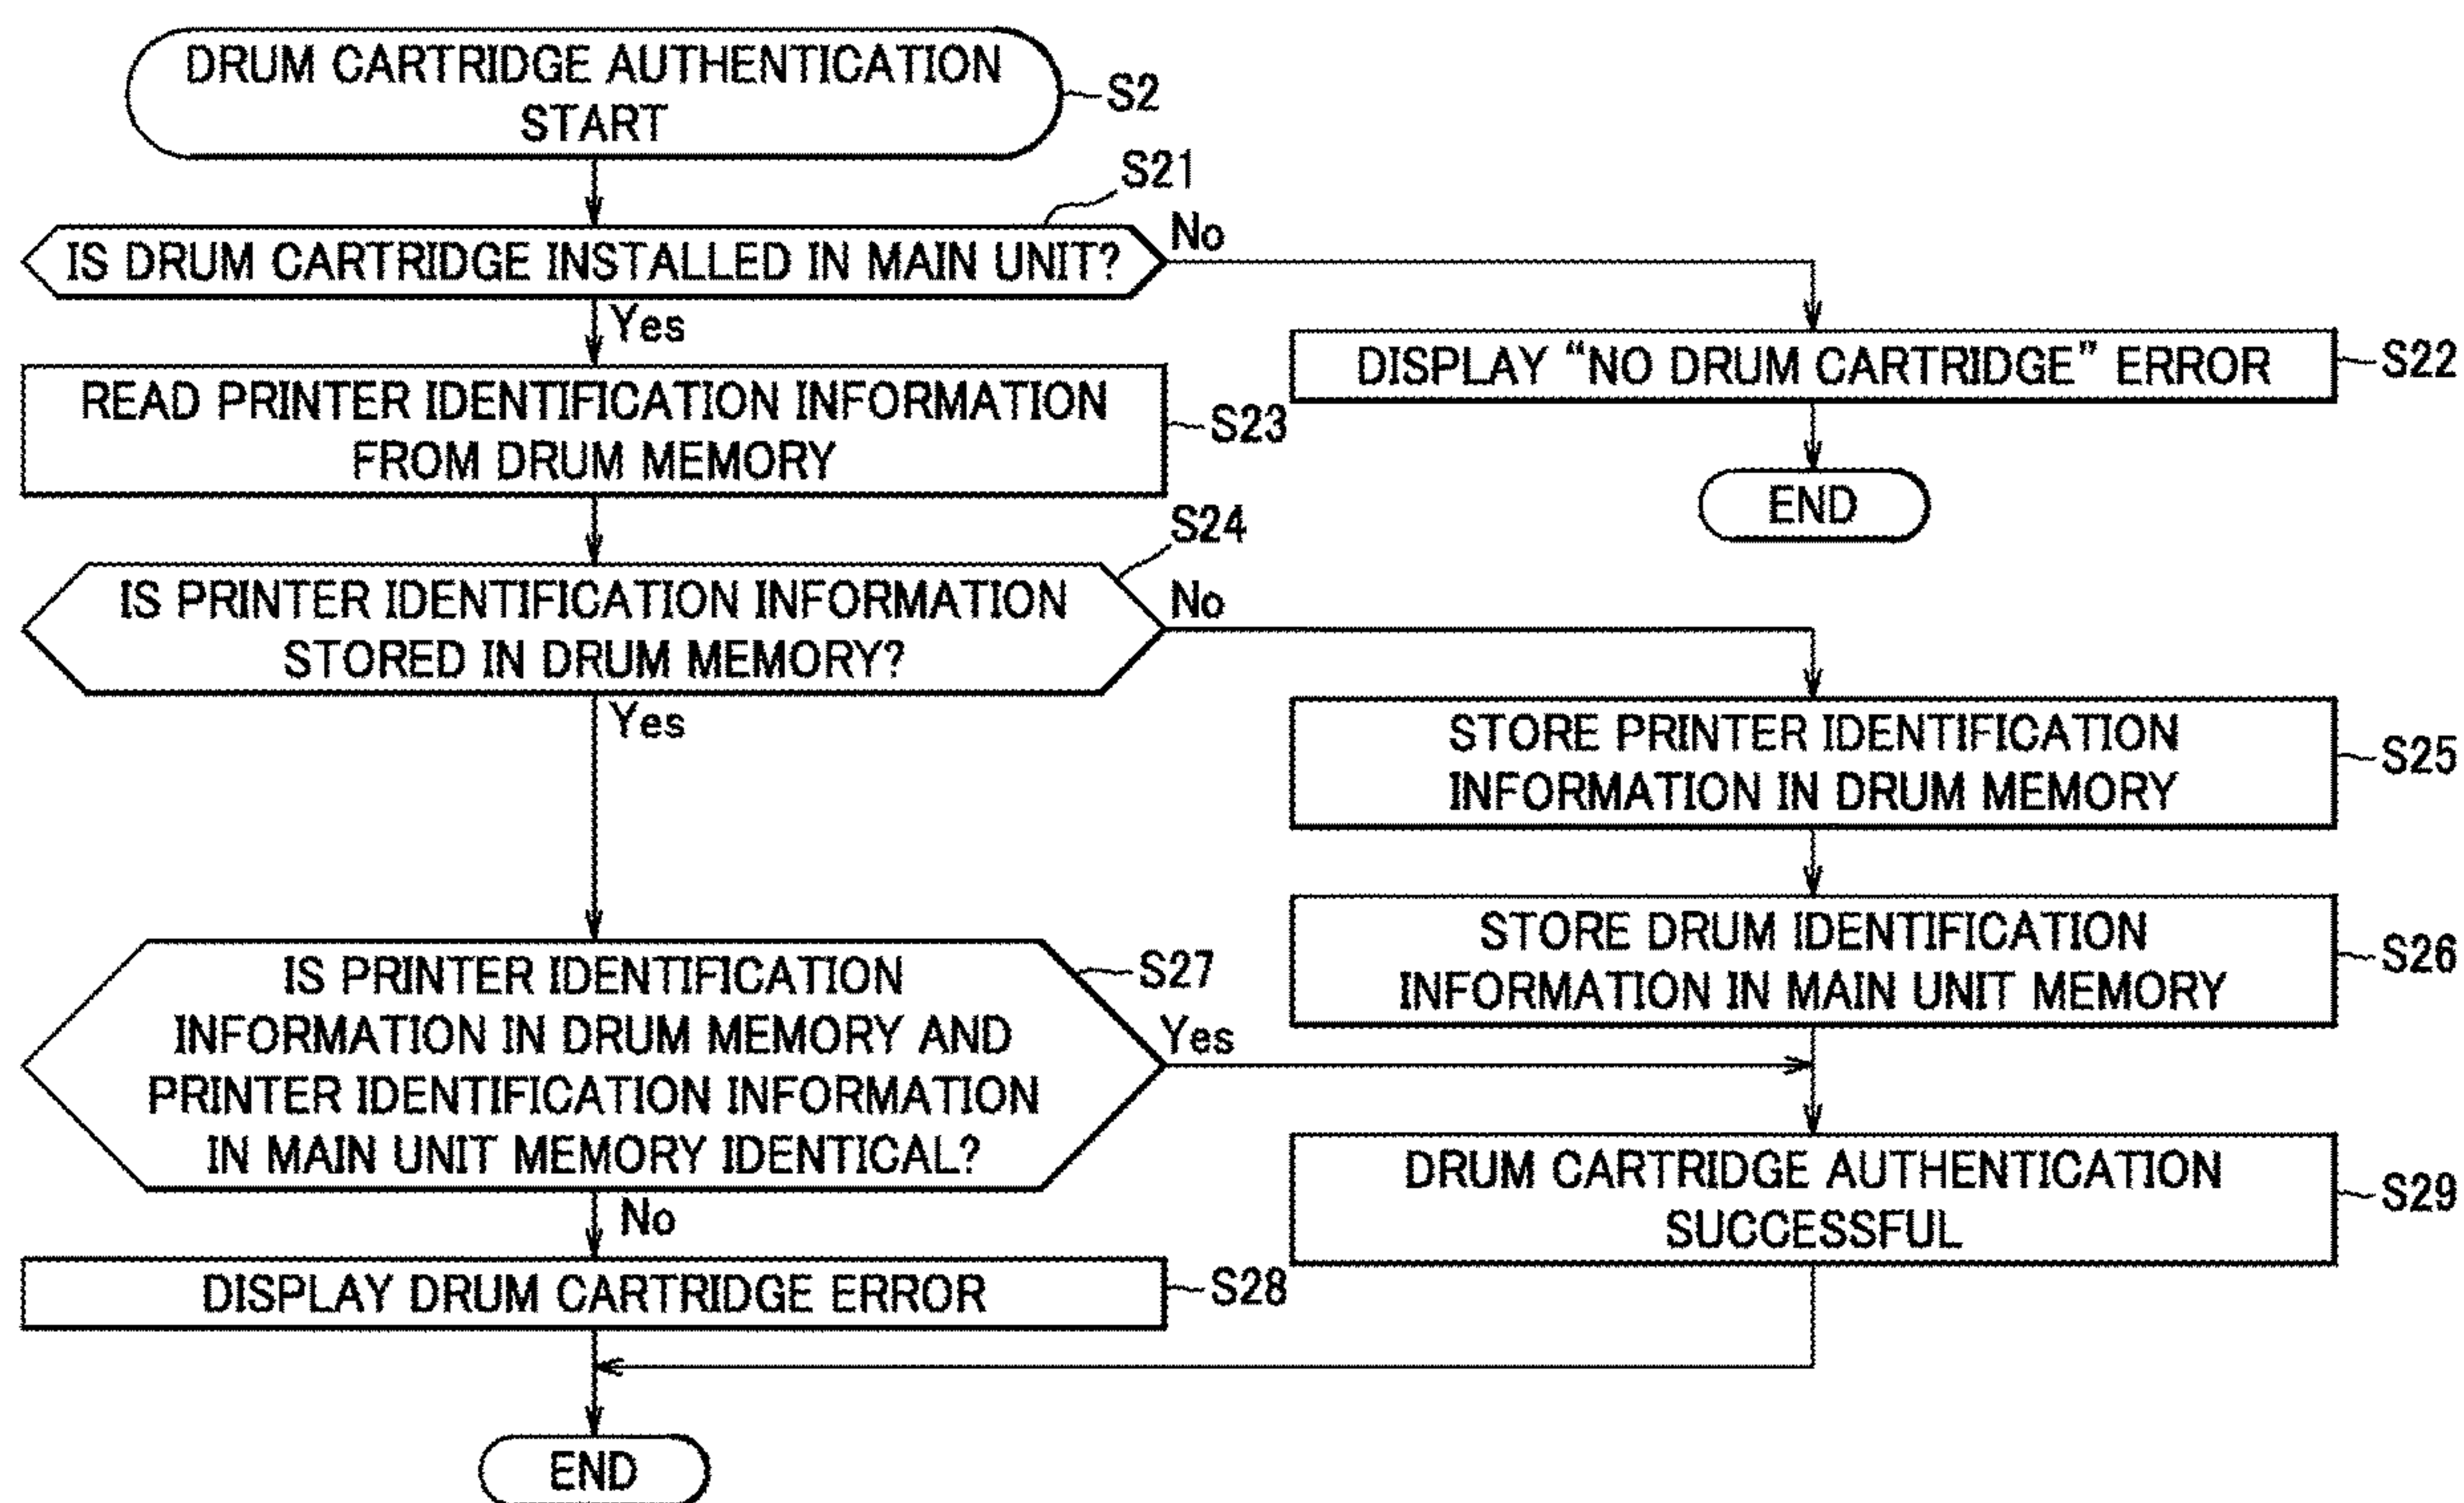 DRUM CARTRIDGE AUTHENTICATION
START
S2
S21
IS DRUM CARTRIDGE INSTALLED IN MAIN UNIT?
No
Yes
DISPLAY “NO DRUM CARTRIDGE” ERROR
S22
READ PRINTER IDENTIFICATION INFORMATION
FROM DRUM MEMORY
S23
END
S24
IS PRINTER IDENTIFICATION INFORMATION
STORED IN DRUM MEMORY?
No
Yes
STORE PRINTER IDENTIFICATION
INFORMATION IN DRUM MEMORY
S25
STORE DRUM IDENTIFICATION
INFORMATION IN MAIN UNIT MEMORY
S26
IS PRINTER IDENTIFICATION
INFORMATION IN DRUM MEMORY AND
PRINTER IDENTIFICATION INFORMATION
IN MAIN UNIT MEMORY IDENTICAL?
S27
Yes
No
DRUM CARTRIDGE AUTHENTICATION
SUCCESSFUL
S29
DISPLAY DRUM CARTRIDGE ERROR
S28
END